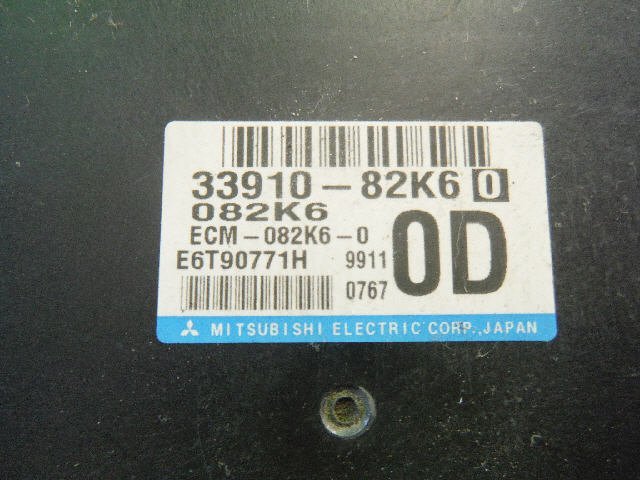 33910-82K6 0
082K6
ECM-082K6-0
E6T90771H 9911 0D
0767
MITSUBISHI ELECTRIC CORP., JAPAN